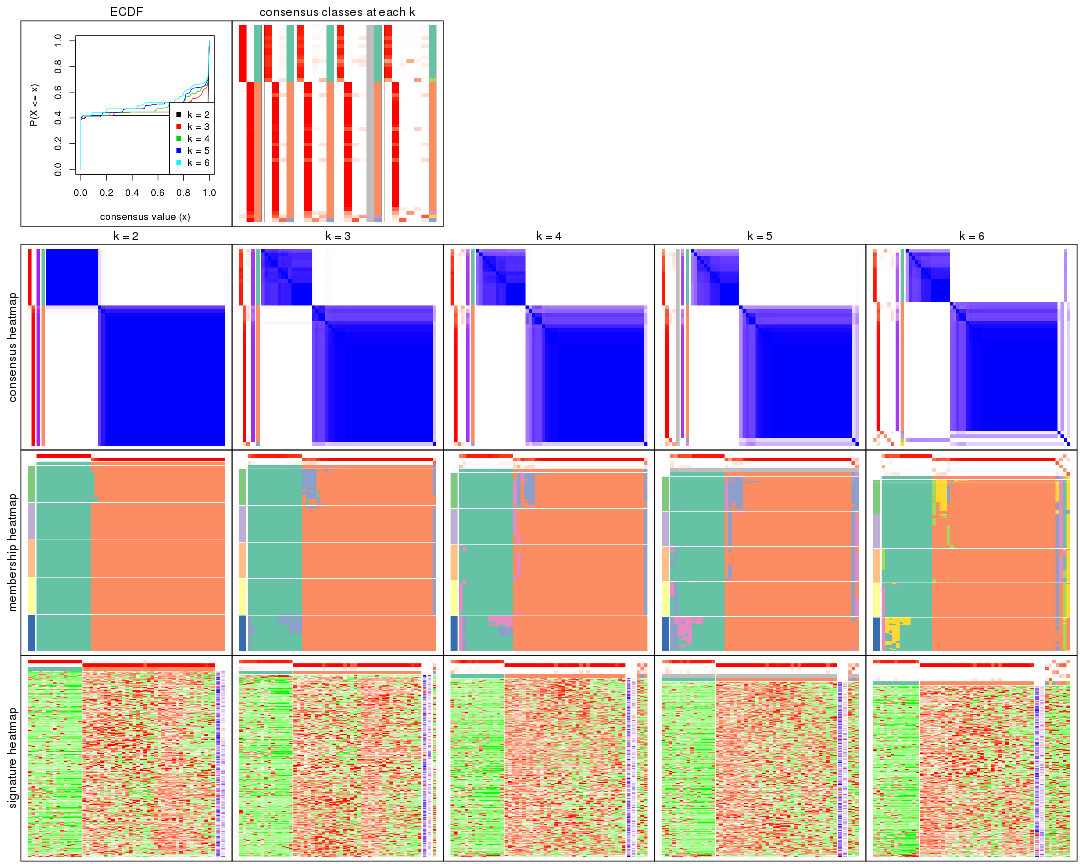 ECDF
consensus classes at each k
P(X <= x)
0.0 0.2 0.4 0.6 0.8 1.0
k = 2
k = 3
k = 4
k = 5
k = 6
0.0 0.2 0.4 0.6 0.8 1.0
consensus value (x)
k = 2
k = 3
k = 4
k = 5
k = 6
consensus heatmap
membership heatmap
signature heatmap